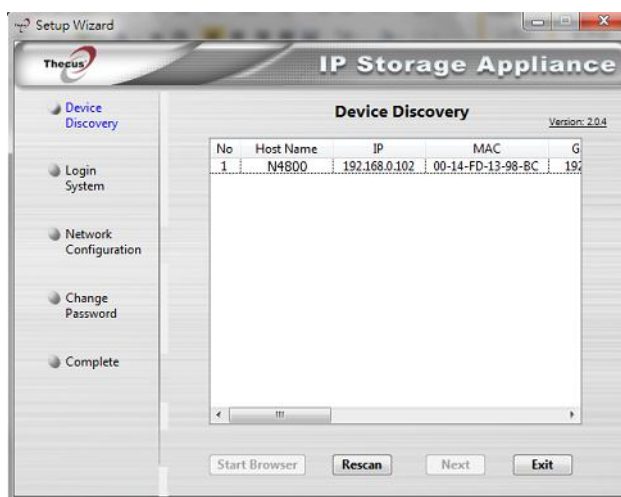 Setup Wizard
Thecus
IP Storage Appliance
Device Discovery
Version: 2.0.4
Device
Discovery
Login
System
Network
Configuration
Change
Password
Complete
No Host Name IP MAC G
1 N4800 192.168.0.102 00-14-FD-13-98-BC 192
Start Browser Rescan Next Exit